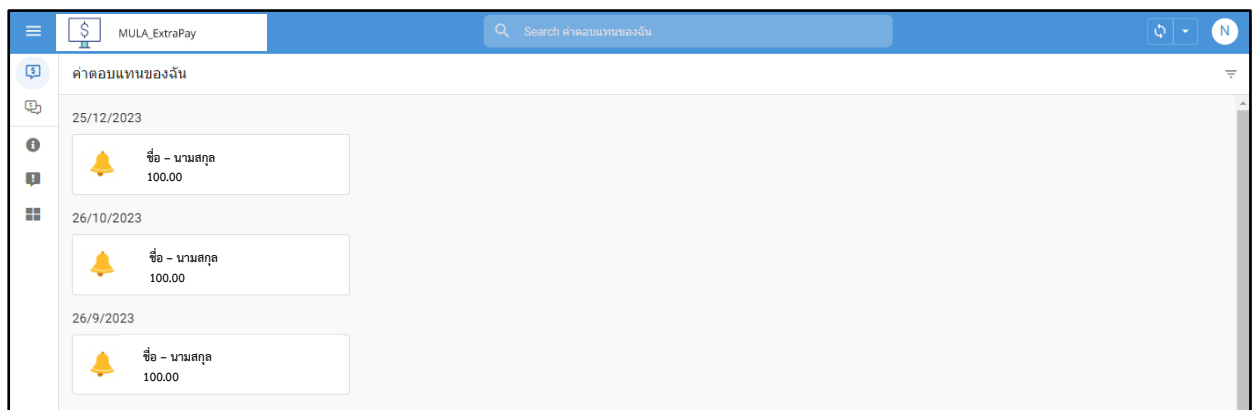 MULA_ExtraPay
Search ค่าตอบแทนของฉัน
N
ค่าตอบแทนของฉัน
25/12/2023
ชื่อ – นามสกุล
100.00
26/10/2023
ชื่อ – นามสกุล
100.00
26/9/2023
ชื่อ – นามสกุล
100.00